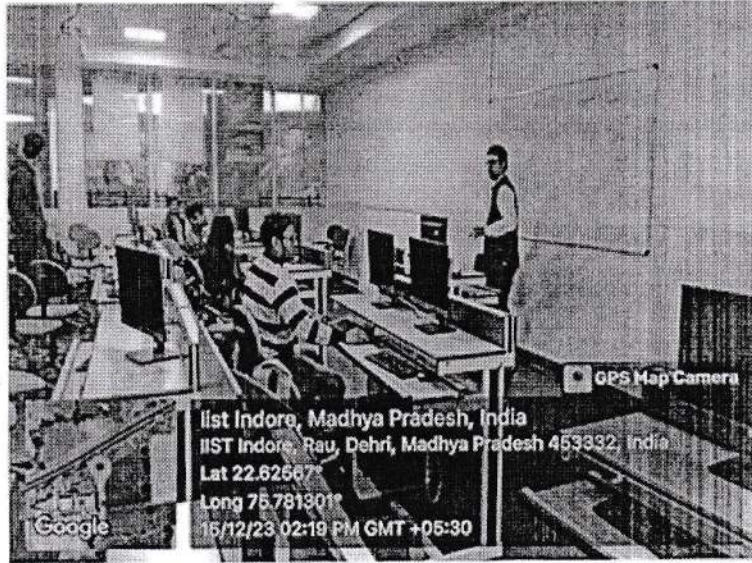 GPS Map Camera
Iist Indore, Madhya Pradesh, India
IIST Indore, Rau, Dehri, Madhya Pradesh 453332, India
Lat 22.62667°
Long 75.781301°
15/12/23 02:19 PM GMT +05:30
Google